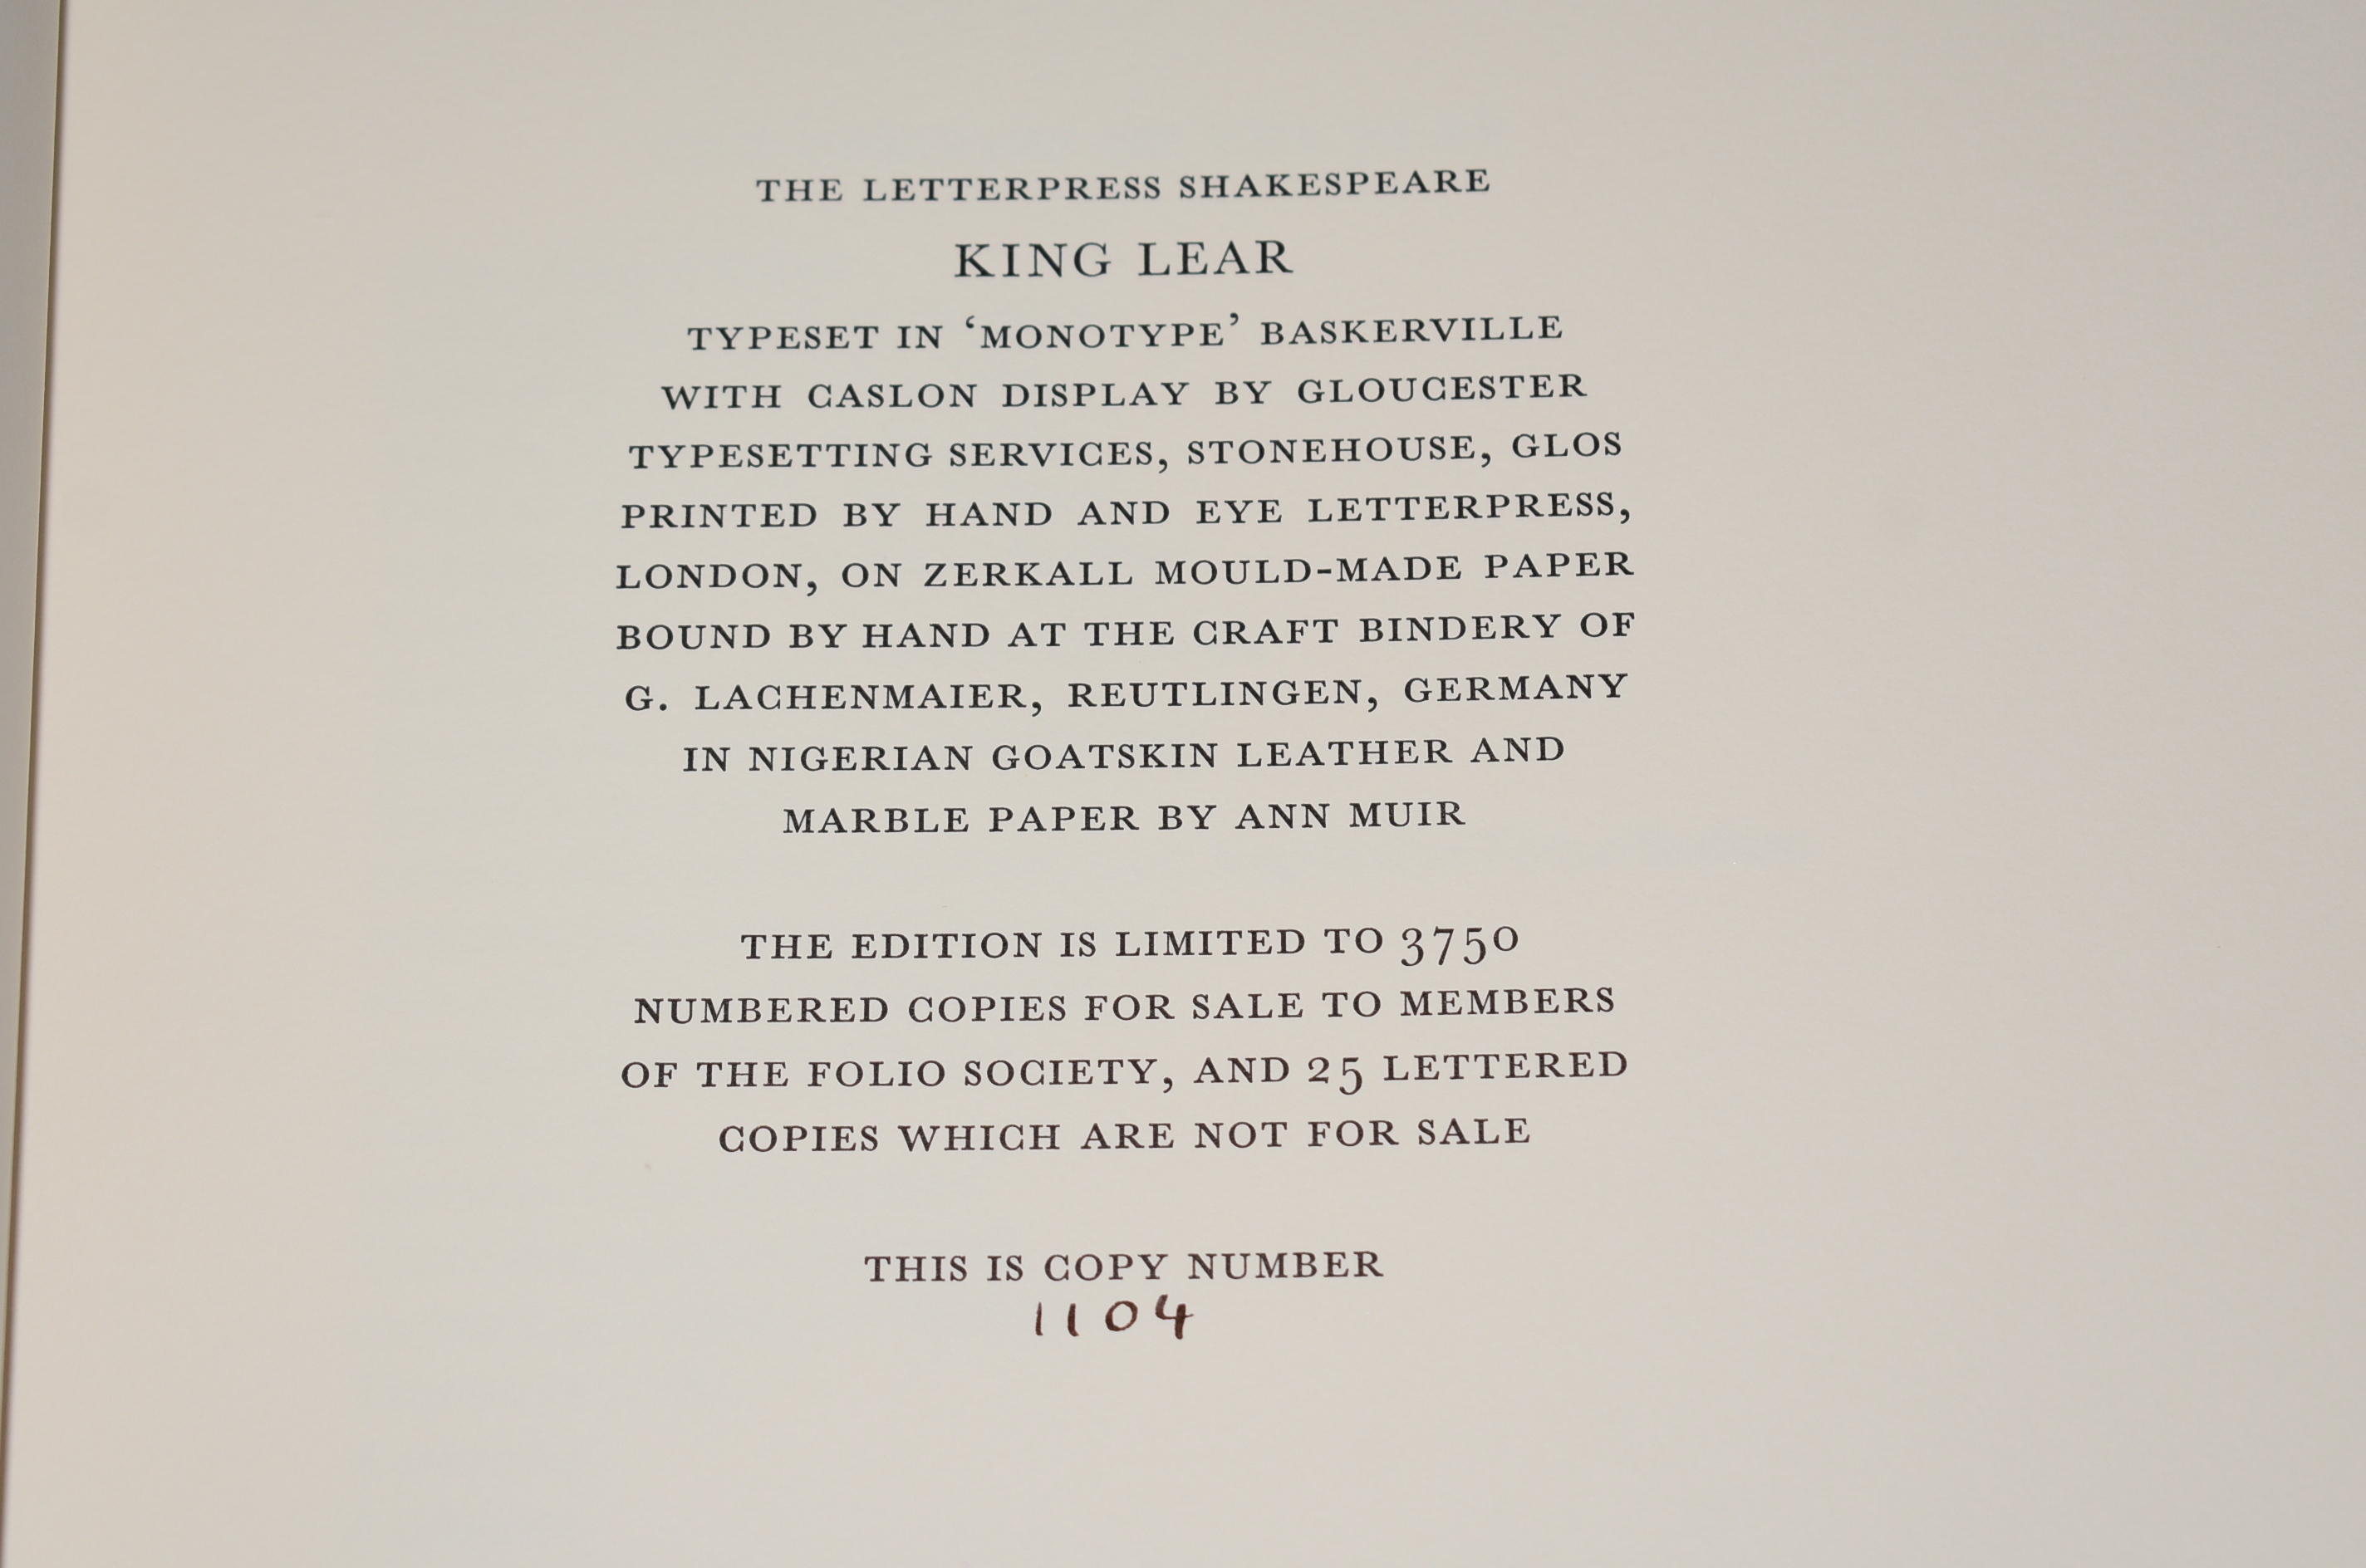 THE LETTERPRESS SHAKESPEARE
KING LEAR
TYPESET IN ‘MONOTYPE’ BASKERVILLE
WITH CASLON DISPLAY BY GLOUCESTER
TYPESETTING SERVICES, STONEHOUSE, GLOS
PRINTED BY HAND AND EYE LETTERPRESS,
LONDON, ON ZERKALL MOULD-MADE PAPER
BOUND BY HAND AT THE CRAFT BINDERY OF
G. LACHENMAIER, REUTLINGEN, GERMANY
IN NIGERIAN GOATSKIN LEATHER AND
MARBLE PAPER BY ANN MUIR
THE EDITION IS LIMITED TO 3750
NUMBERED COPIES FOR SALE TO MEMBERS
OF THE FOLIO SOCIETY, AND 25 LETTERED
COPIES WHICH ARE NOT FOR SALE
THIS IS COPY NUMBER
1104